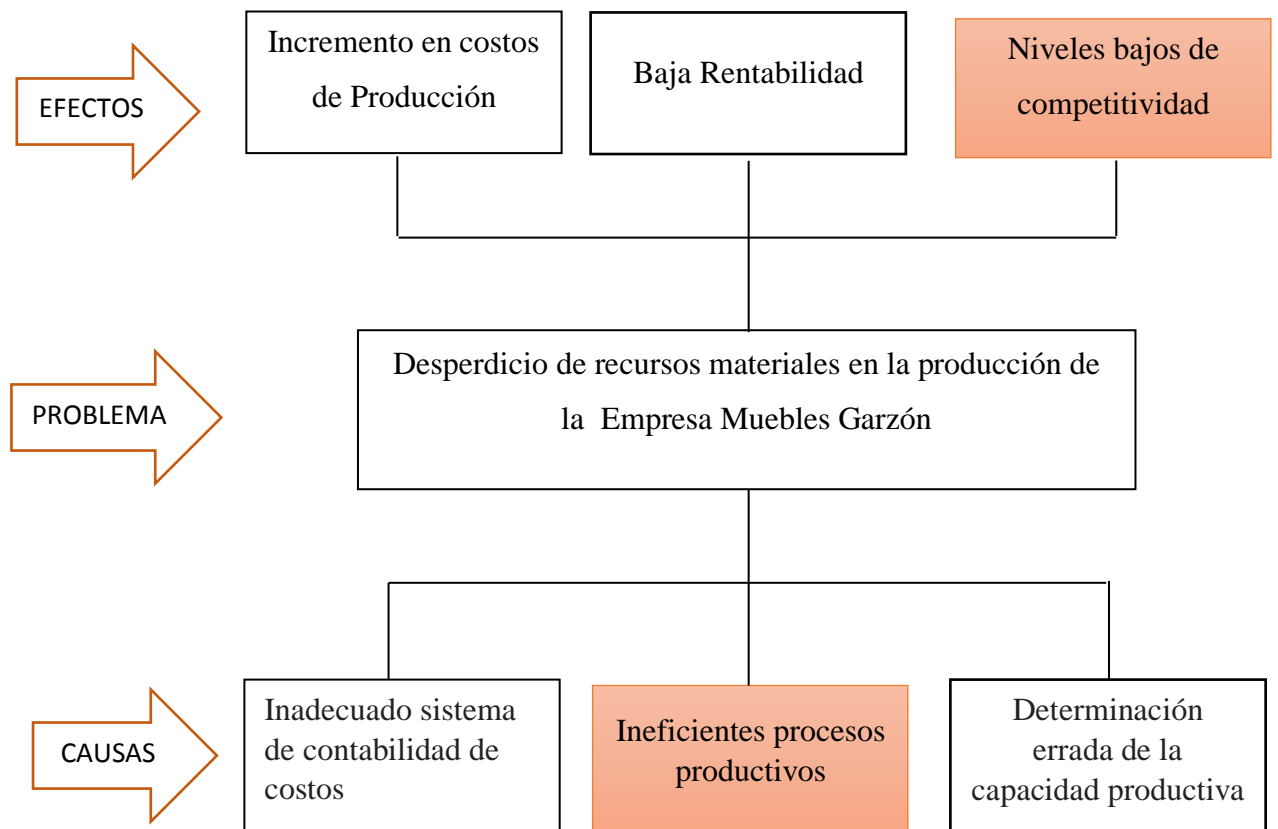 EFECTOS
Incremento en costos
de Producción
Baja Rentabilidad
Niveles bajos de
competitividad
PROBLEMA
Desperdicio de recursos materiales en la producción de
la Empresa Muebles Garzón
CAUSAS
Inadecuado sistema
de contabilidad de
costos
Ineficientes procesos
productivos
Determinación
errada de la
capacidad productiva